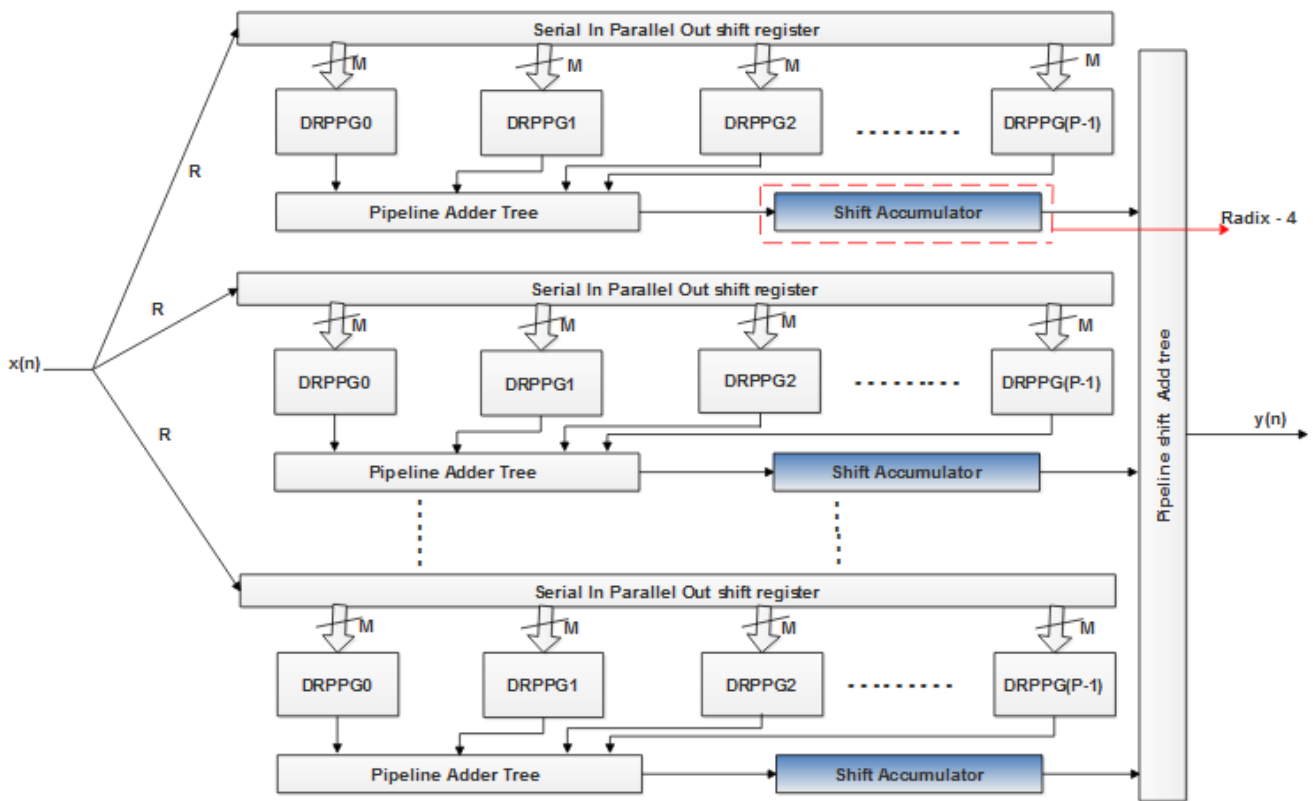 Serial In Parallel Out shift register
M
M
M
M
DRPPG0
DRPPG1
DRPPG2
DRPPG(P-1)
R
Pipeline Adder Tree
Shift Accumulator
Radix - 4
Serial In Parallel Out shift register
R
M
M
M
M
x(n)
DRPPG0
DRPPG1
DRPPG2
DRPPG(P-1)
R
Pipeline Adder Tree
Shift Accumulator
Pipeline shift Add tree
y(n)
Serial In Parallel Out shift register
M
M
M
M
DRPPG0
DRPPG1
DRPPG2
DRPPG(P-1)
Pipeline Adder Tree
Shift Accumulator